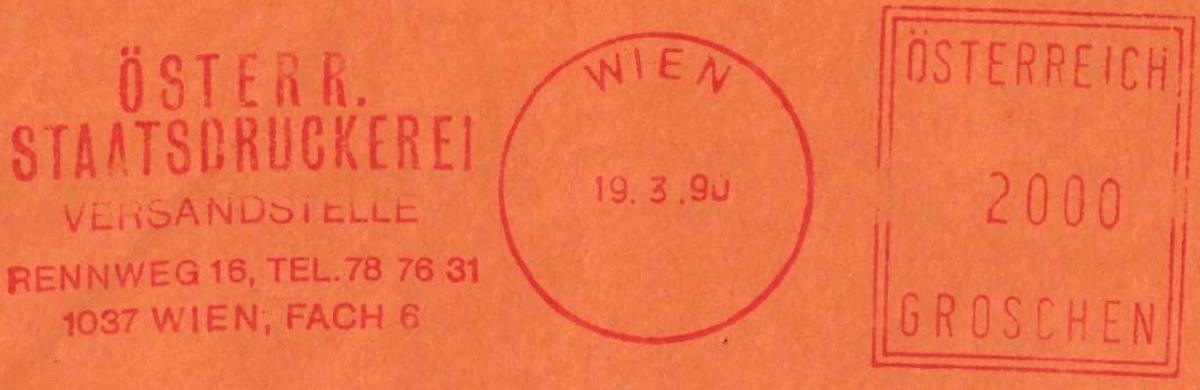 ÖSTERR.
STAATSDRUCKEREI
VERSANDSTELLE
RENNWEG 16, TEL. 78 76 31
1037 WIEN, FACH 6
WIEN
19. 3 .90
ÖSTERREICH
2000
GROSCHEN